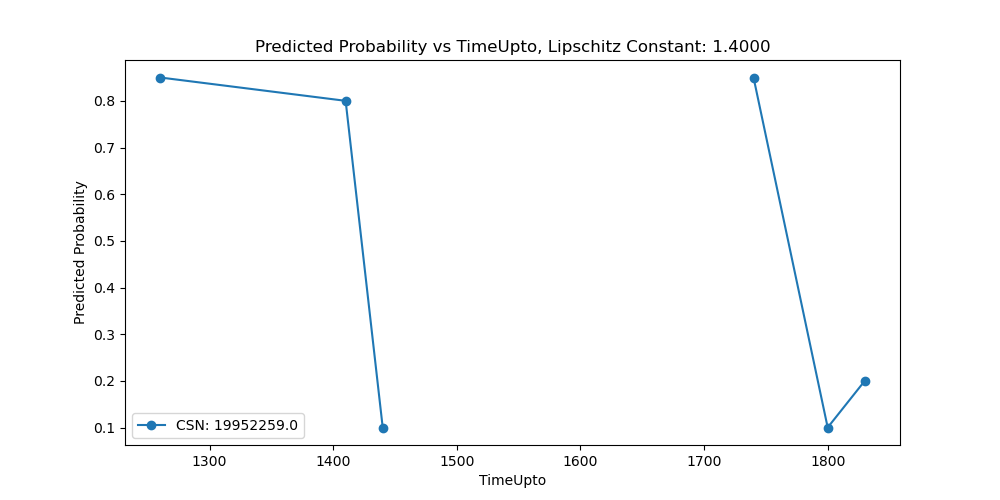 Predicted Probability vs TimeUpto, Lipschitz Constant: 1.4000
Predicted Probability
0.8
0.7
0.6
0.5
0.4
0.3
0.2
0.1
CSN: 19952259.0
1300 1400 1500 1600 1700 1800
TimeUpto